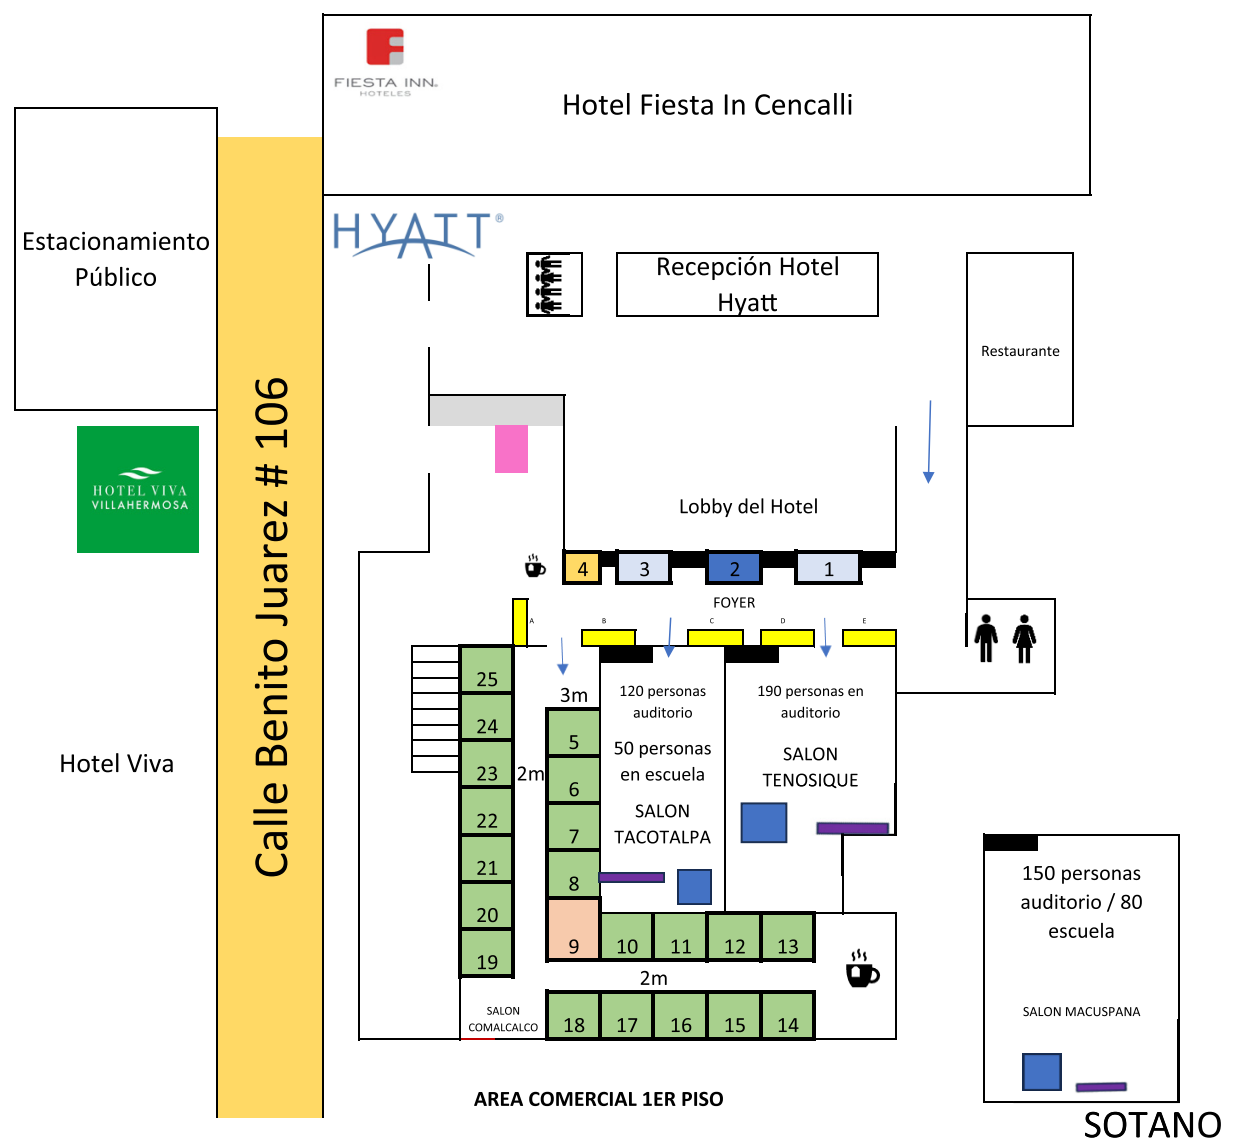 FIESTA INN®
HOTELES
Hotel Fiesta In Cencalli
Estacionamiento
Público
HYATT®
Recepción Hotel
Hyatt
Restaurante
Calle Benito Juarez # 106
HOTEL VIVA
VILLAHERMOSA
Lobby del Hotel
4
3
2
1
FOYER
A
B
C
D
E
25
24
23
22
21
20
19
3m
2m
5
6
7
8
9
120 personas
auditorio
50 personas
en escuela
SALON
TACOTALPA
190 personas en
auditorio
SALON
TENOSIQUE
Hotel Viva
10
11
12
13
2m
SALON
COMALCALCO
18
17
16
15
14
150 personas
auditorio / 80
escuela
SALON MACUSPANA
AREA COMERCIAL 1ER PISO
SOTANO